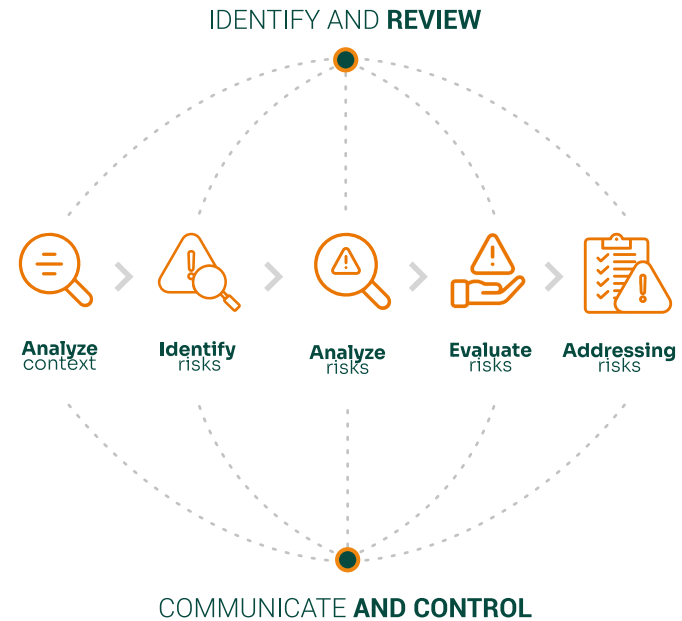 IDENTIFY AND REVIEW
Analyze
context
Identify
risks
Analyze
risks
Evaluate
risks
Addressing
risks
COMMUNICATE AND CONTROL